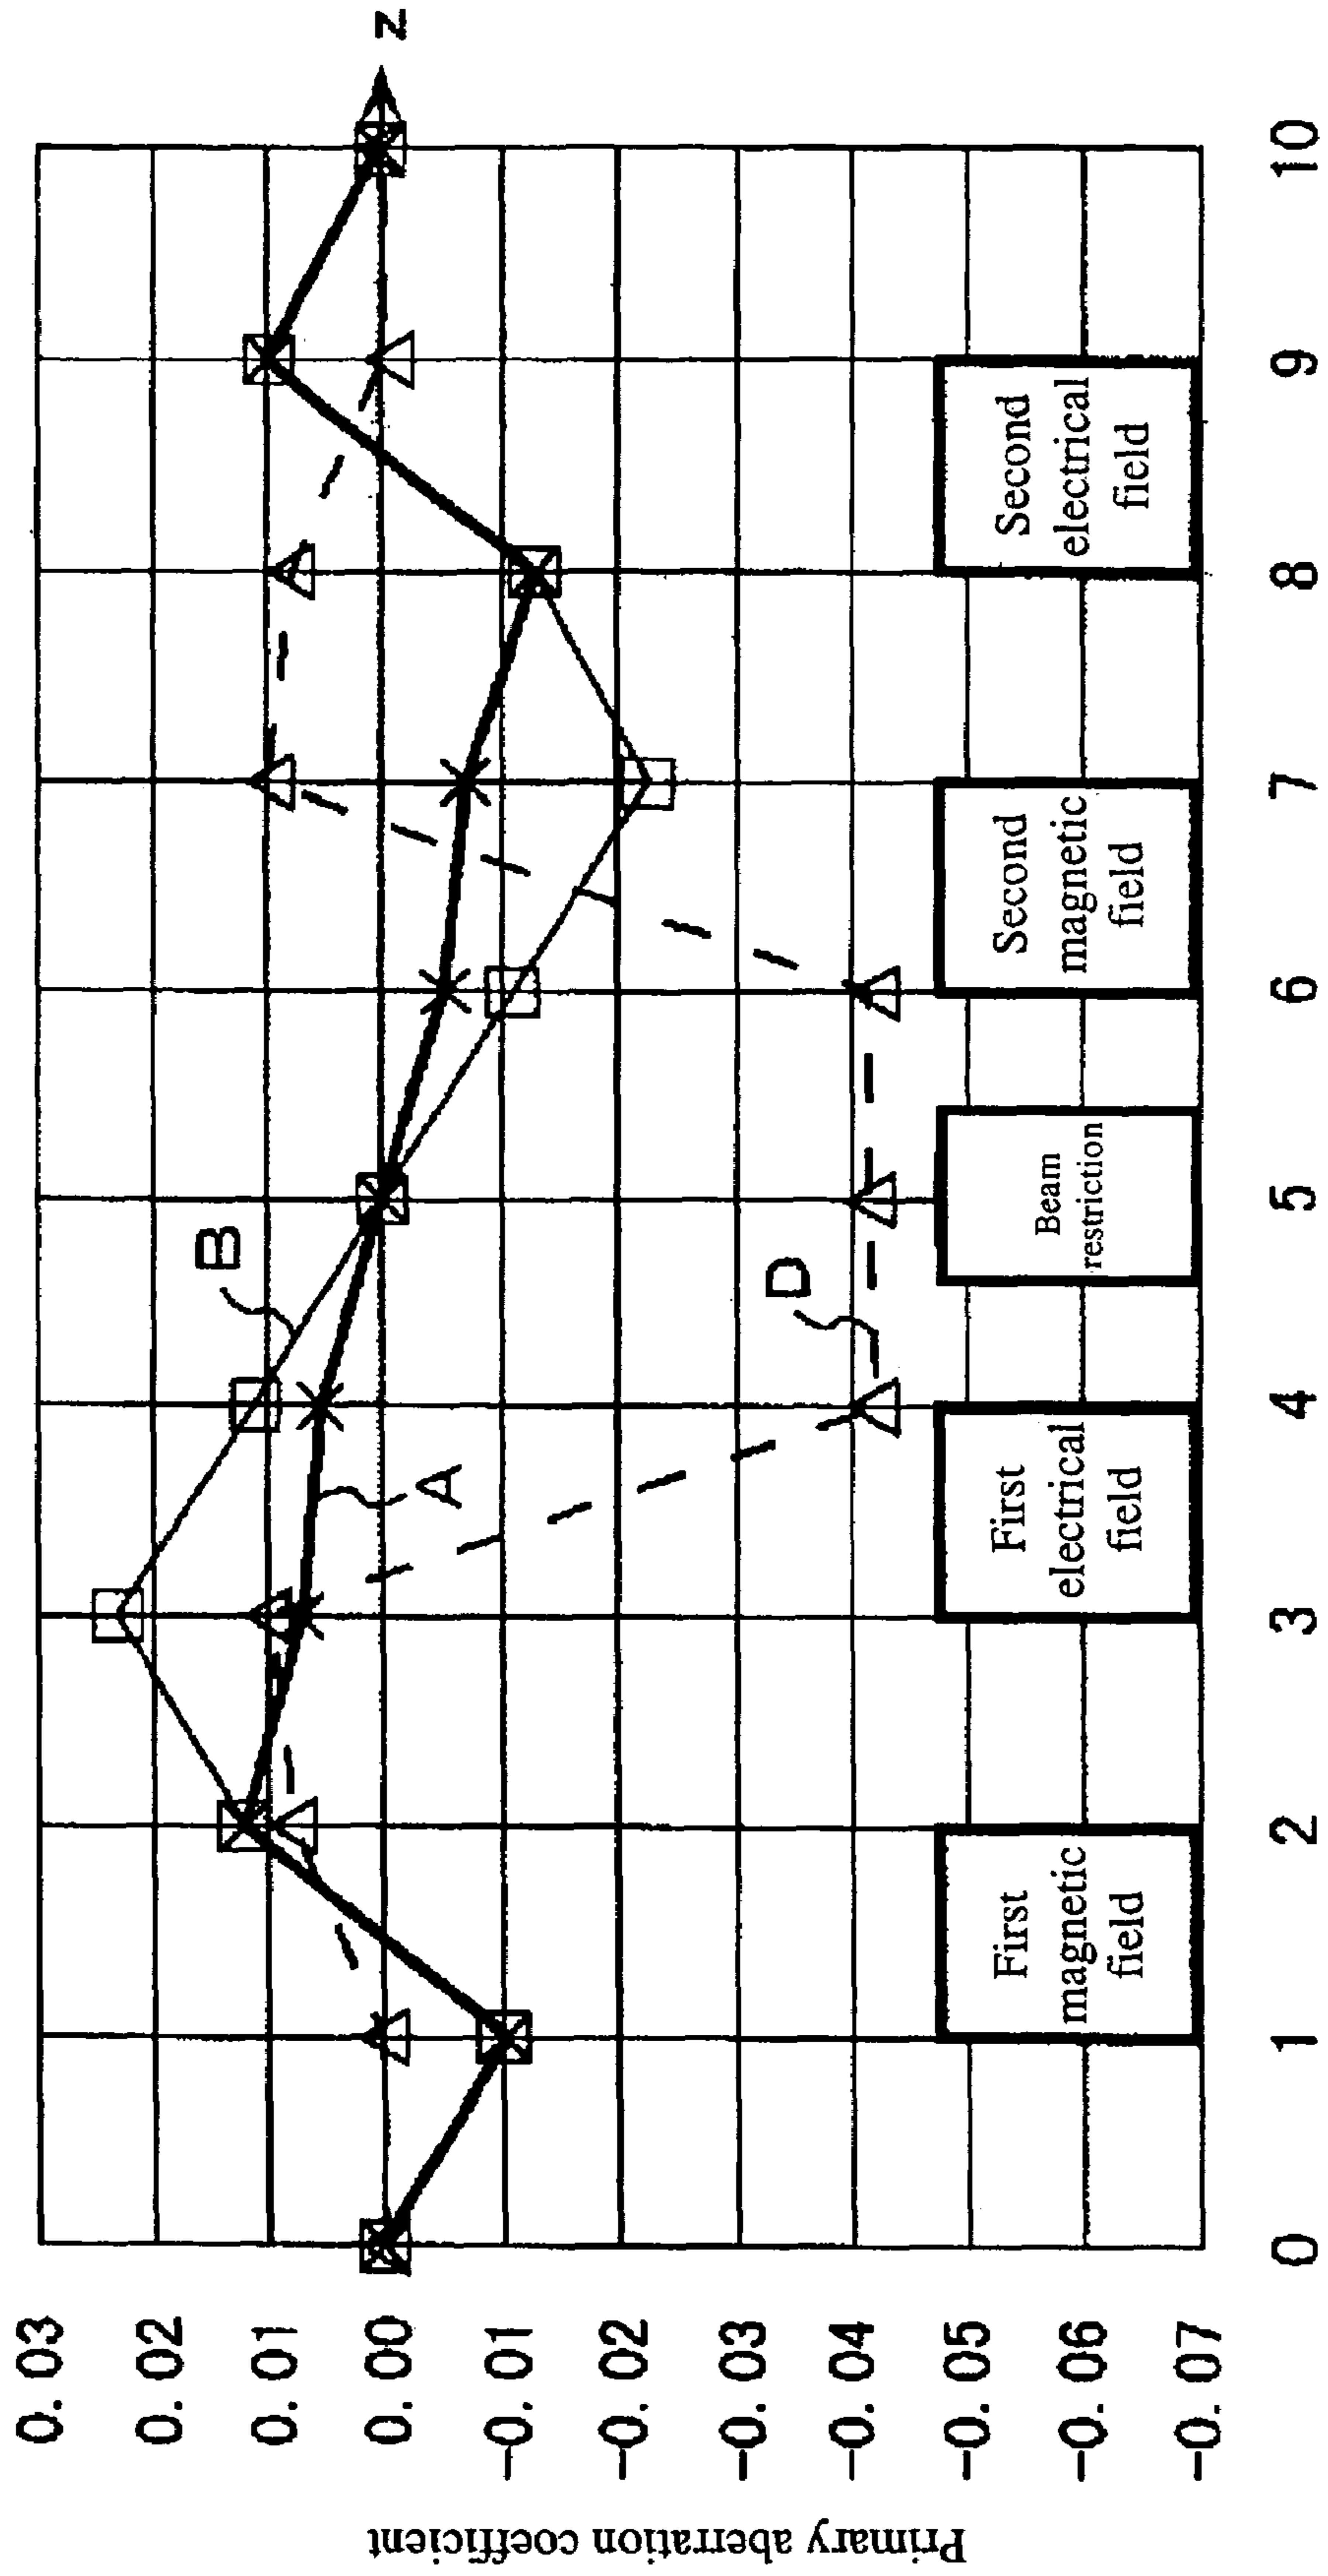 Primary aberration coefficient
0.03
0.02
0.01
0.00
-0.01
-0.02
-0.03
-0.04
-0.05
-0.06
-0.07
B
A
D
z
First
magnetic
field
First
electrical
field
Beam
restriction
Second
magnetic
field
Second
electrical
field
0 1 2 3 4 5 6 7 8 9 10